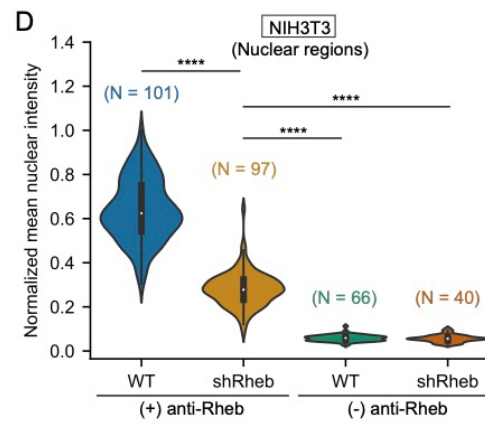 D
NIH3T3
(Nuclear regions)
Normalized mean nuclear intensity
1.4
1.2
1.0
0.8
0.6
0.4
0.2
0.0
****
****
****
(N = 101)
(N = 97)
(N = 66)
(N = 40)
WT
shRheb
WT
shRheb
(+) anti-Rheb
(-) anti-Rheb